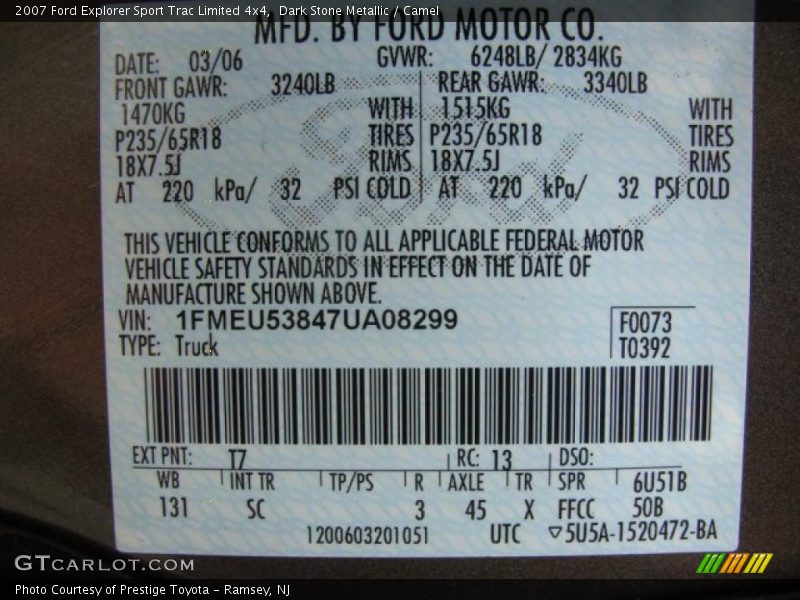 2007 Ford Explorer Sport Trac Limited 4x4, Dark Stone Metallic / Camel
MFD. BY FORD MOTOR CO.
DATE: 03/06 GVWR: 6248LB/ 2834KG
FRONT GAWR: 3240LB REAR GAWR: 3340LB
1470KG WITH 1515KG WITH
P235/65R18 TIRES P235/65R18 TIRES
18X7.5J RIMS 18X7.5J RIMS
AT 220 kPa/ 32 PSI COLD AT 220 kPa/ 32 PSI COLD
Ford
THIS VEHICLE CONFORMS TO ALL APPLICABLE FEDERAL MOTOR
VEHICLE SAFETY STANDARDS IN EFFECT ON THE DATE OF
MANUFACTURE SHOWN ABOVE.
VIN: 1FMEU53847UA08299 F0073
TYPE: Truck T0392
EXT PNT: T7 RC: 13 DSO:
WB INT TR TP/PS R AXLE TR SPR 6U51B
131 SC 3 45 X FFCC 50B
1200603201051 UTC ▽5U5A-1520472-BA
GTCARLOT.COM
Photo Courtesy of Prestige Toyota – Ramsey, NJ